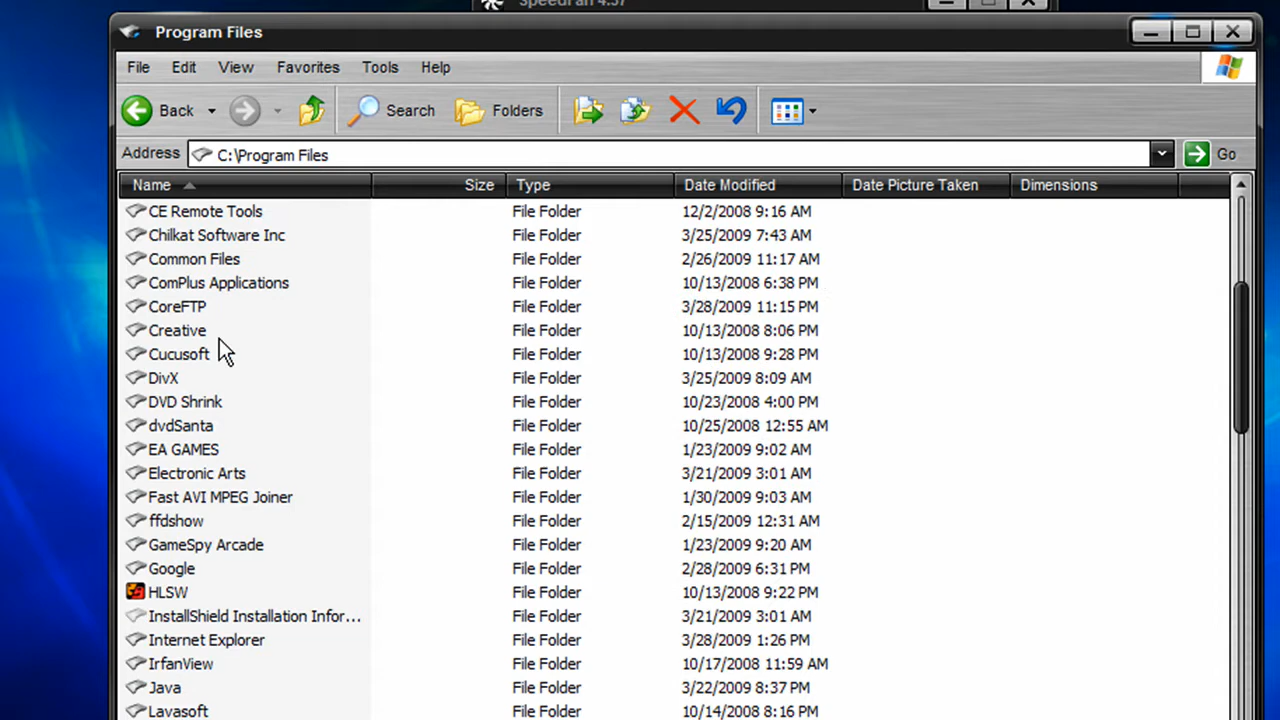 SpeedFan 4.37
Program Files
File Edit View Favorites Tools Help
Back Search Folders
Address C:\Program Files Go
Name Size Type Date Modified Date Picture Taken Dimensions
CE Remote Tools File Folder 12/2/2008 9:16 AM
Chilkat Software Inc File Folder 3/25/2009 7:43 AM
Common Files File Folder 2/26/2009 11:17 AM
ComPlus Applications File Folder 10/13/2008 6:38 PM
CoreFTP File Folder 3/28/2009 11:15 PM
Creative File Folder 10/13/2008 8:06 PM
Cucusoft File Folder 10/13/2008 9:28 PM
DivX File Folder 3/25/2009 8:09 AM
DVD Shrink File Folder 10/23/2008 4:00 PM
dvdSanta File Folder 10/25/2008 12:55 AM
EA GAMES File Folder 1/23/2009 9:02 AM
Electronic Arts File Folder 3/21/2009 3:01 AM
Fast AVI MPEG Joiner File Folder 1/30/2009 9:03 AM
ffdshow File Folder 2/15/2009 12:31 AM
GameSpy Arcade File Folder 1/23/2009 9:20 AM
Google File Folder 2/28/2009 6:31 PM
HLSW File Folder 10/13/2008 9:22 PM
InstallShield Installation Infor... File Folder 3/21/2009 3:01 AM
Internet Explorer File Folder 3/28/2009 1:26 PM
IrfanView File Folder 10/17/2008 11:59 AM
Java File Folder 3/22/2009 8:37 PM
Lavasoft File Folder 10/14/2008 8:16 PM